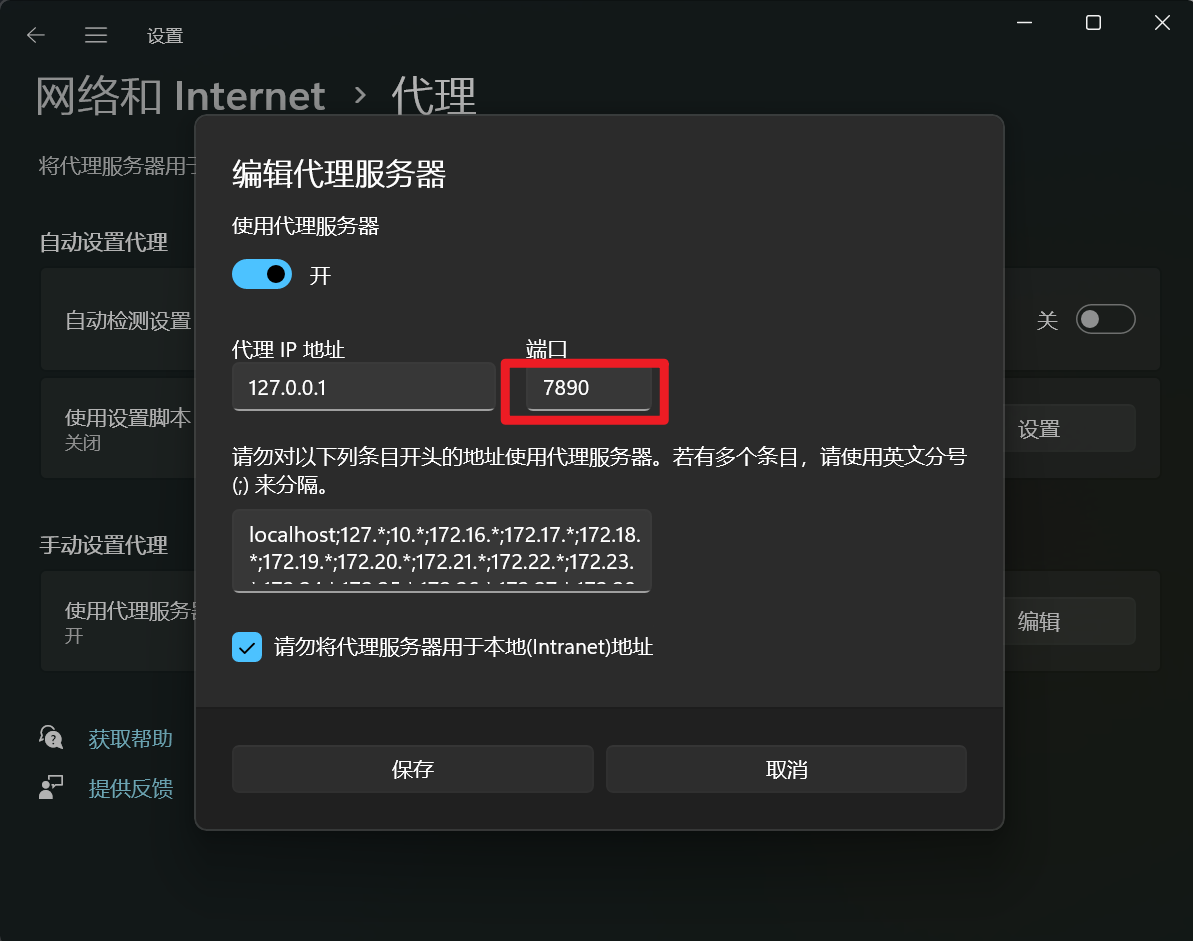 设置
网络和 Internet › 代理
将代理服务器用于
编辑代理服务器
使用代理服务器
开
自动设置代理
自动检测设置
关
代理 IP 地址
端口
127.0.0.1
7890
使用设置脚本
关闭
设置
请勿对以下列条目开头的地址使用代理服务器。若有多个条目，请使用英文分号
(;) 来分隔。
localhost;127.*;10.*;172.16.*;172.17.*;172.18.
*;172.19.*;172.20.*;172.21.*;172.22.*;172.23.
手动设置代理
使用代理服务器
开
编辑
请勿将代理服务器用于本地(Intranet)地址
获取帮助
提供反馈
保存
取消